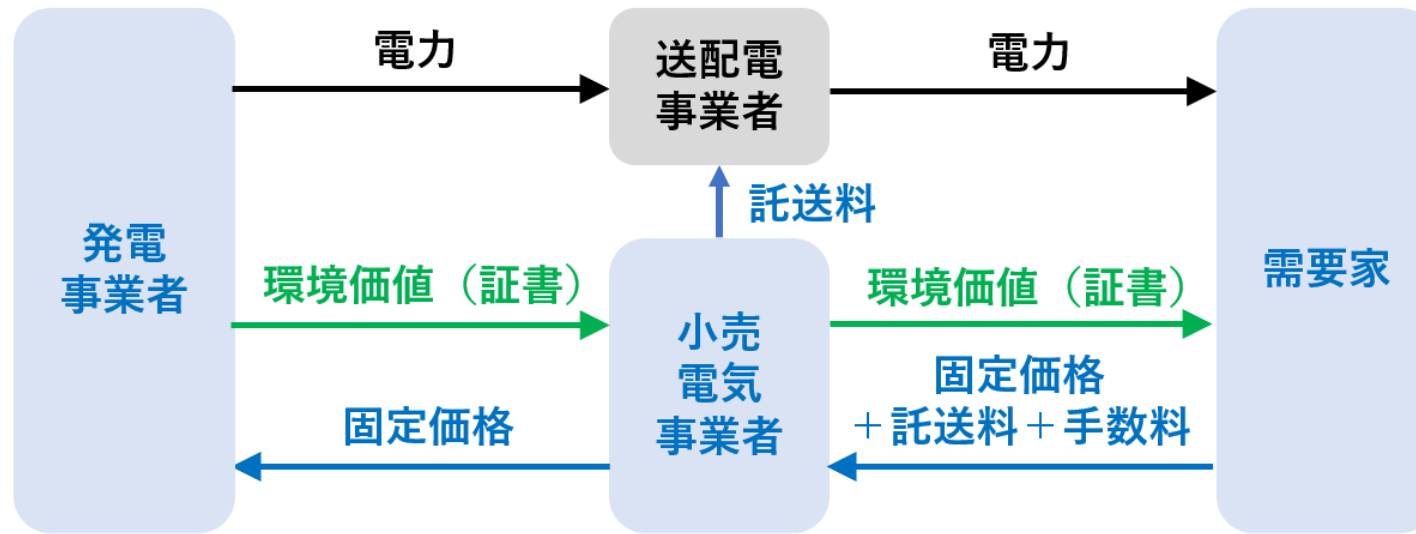 電力
送配電
事業者
電力
託送料
発電
事業者
環境価値（証書）
環境価値（証書）
需要家
小売
電気
事業者
固定価格
固定価格
＋託送料＋手数料